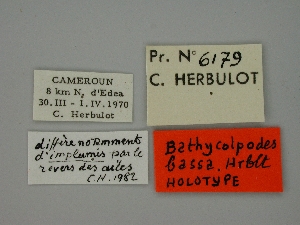 CAMEROUN
8 km N. d'Edea
30.III - I.IV.1970
C. Herbulot
Pr. N° 6179
C. HERBULOT
diffère notamment
d'implumis par le
revers des ailes
C.H. 1982
Bathycolpodes
bassa, Hrblt
HOLOTYPE